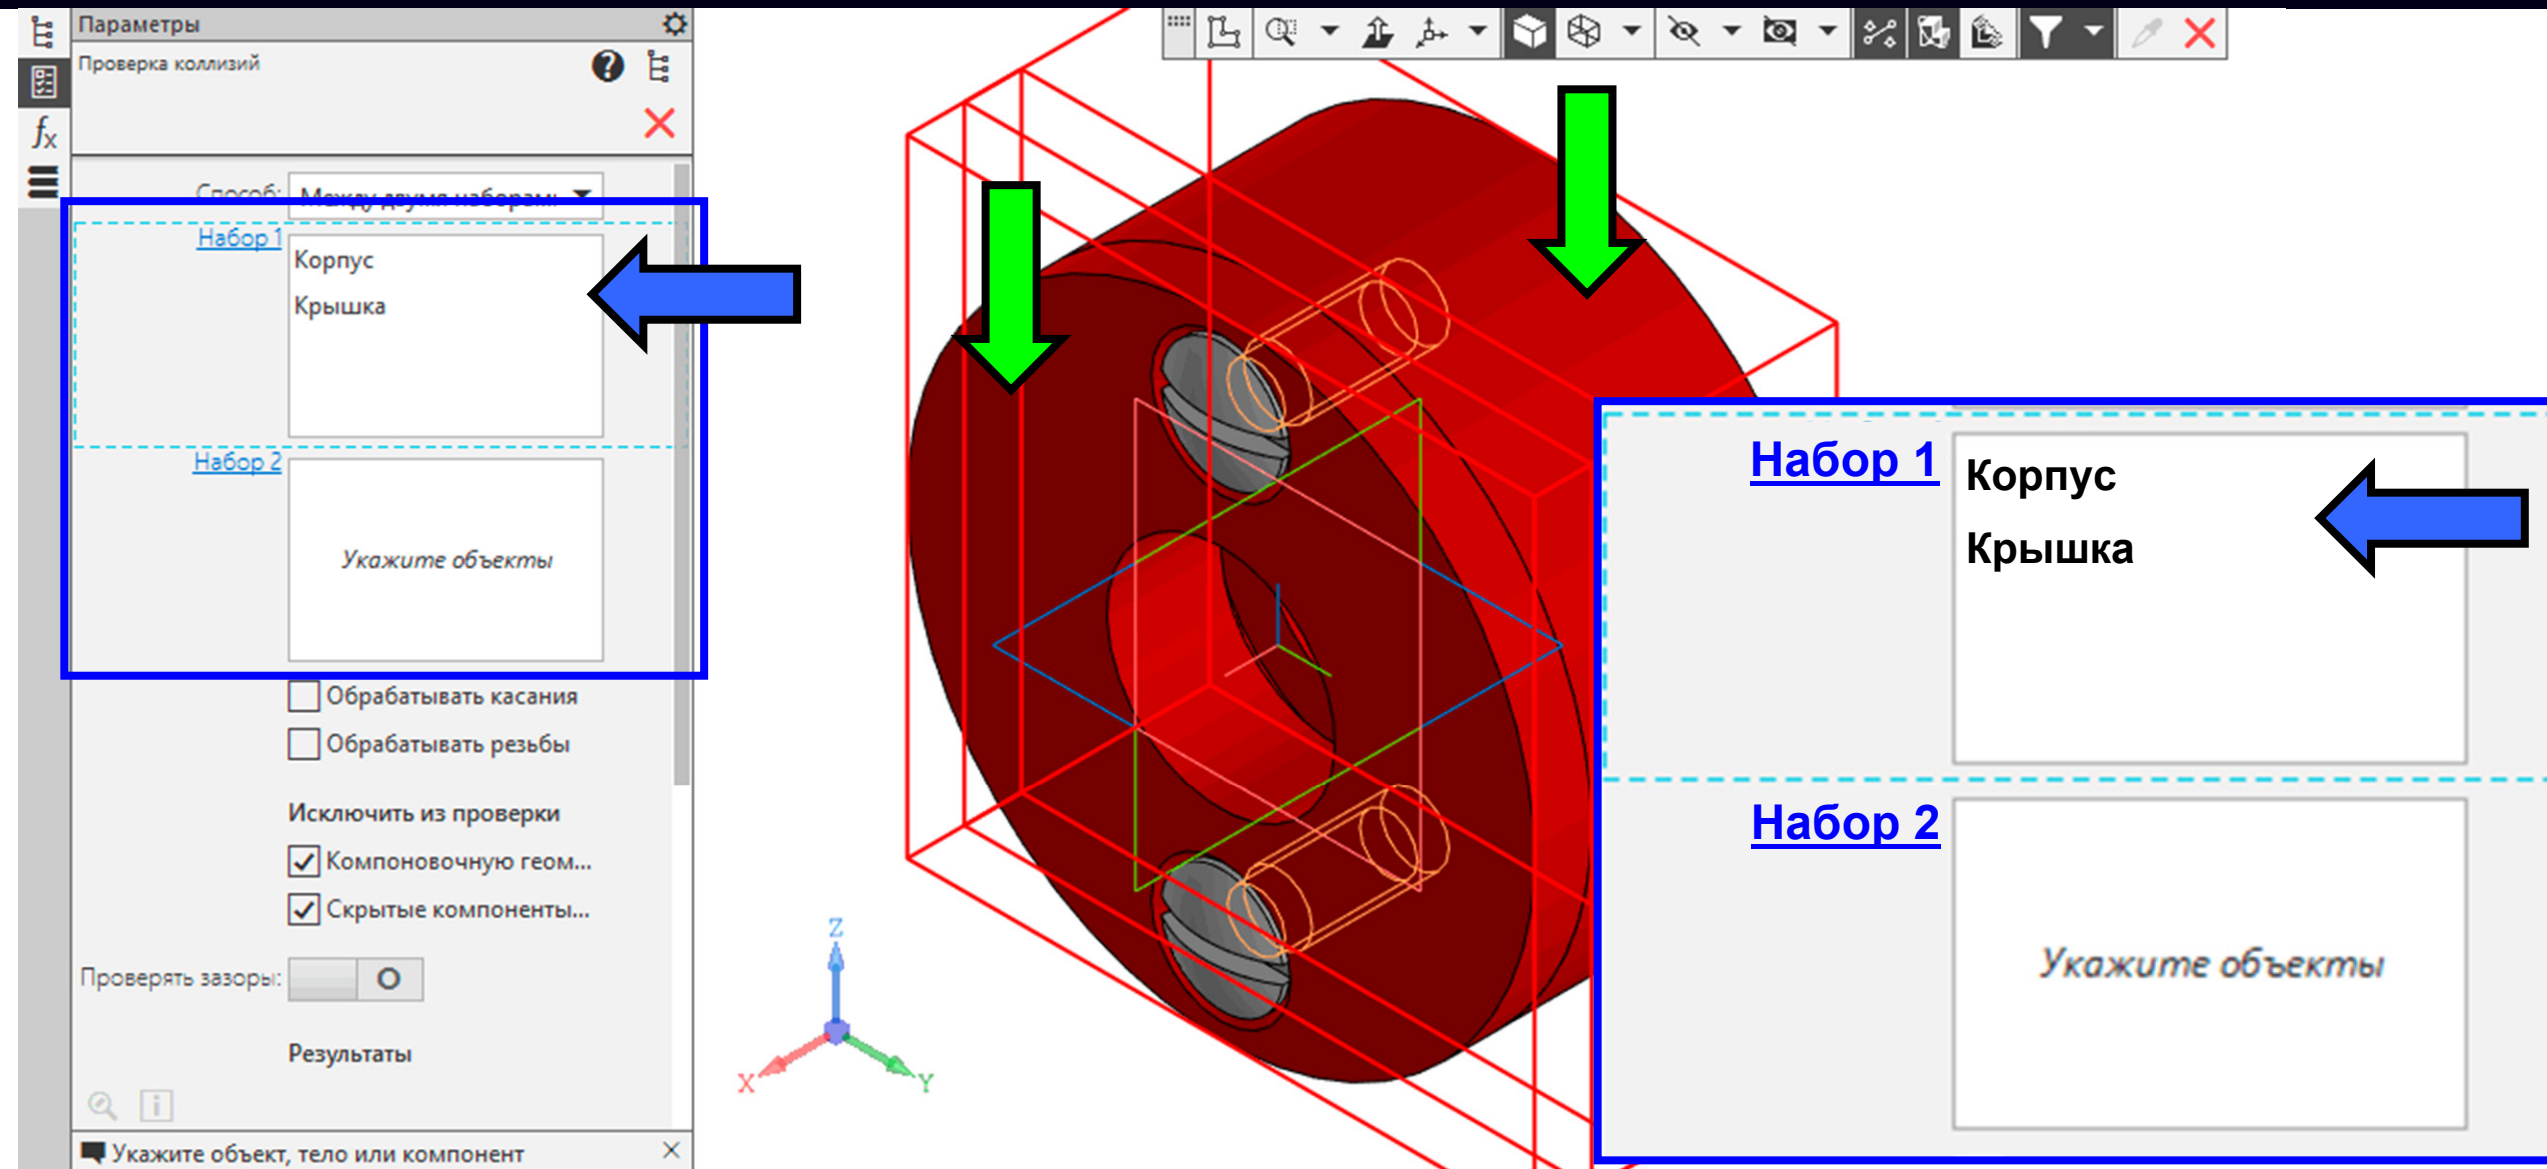 Параметры
Проверка коллизий
Способ: Между двумя наборами
Набор 1
Корпус
Крышка
Набор 2
Укажите объекты
Обрабатывать касания
Обрабатывать резьбы
Исключить из проверки
Компоновочную геом...
Скрытые компоненты...
Проверять зазоры:
Результаты
Укажите объект, тело или компонент
Z
X
Y
Набор 1
Корпус
Крышка
Набор 2
Укажите объекты